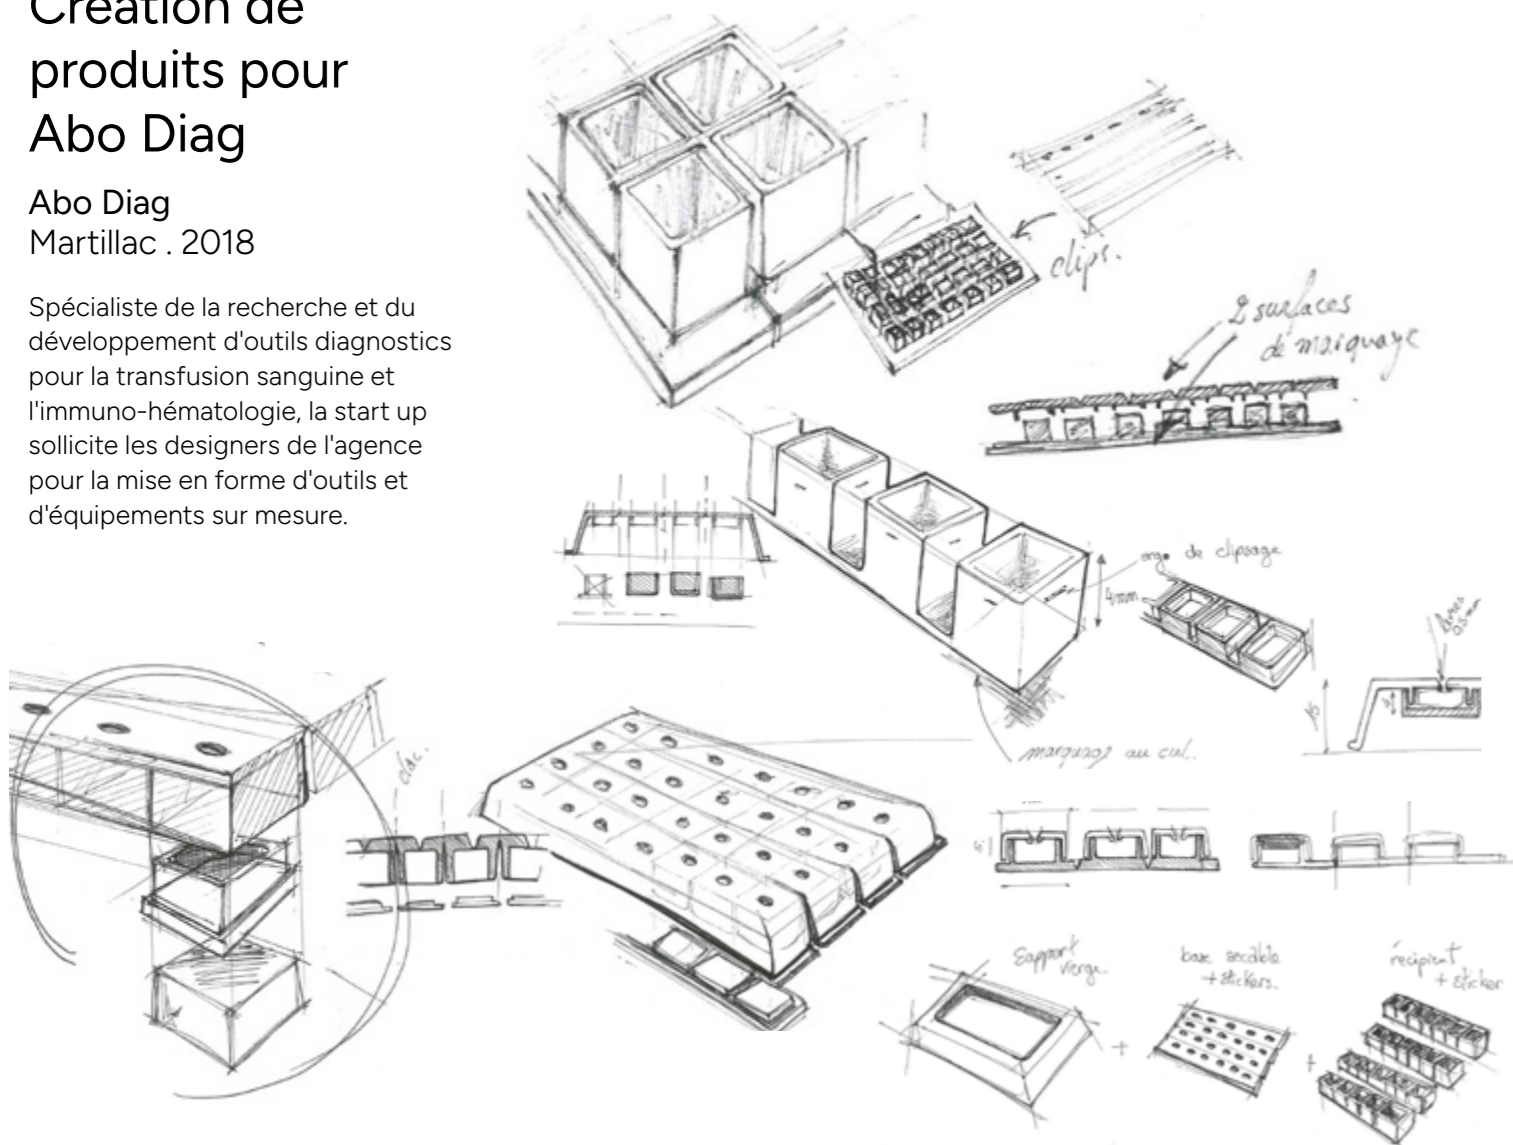 Création de
produits pour
Abo Diag
Abo Diag
Martillac . 2018
Spécialiste de la recherche et du
développement d'outils diagnostics
pour la transfusion sanguine et
l'immuno-hématologie, la start up
sollicite les designers de l'agence
pour la mise en forme d'outils et
d'équipements sur mesure.
clips.
2 surfaces
de marquage
de clipsage
4mm
marquage au cul.
clac.
Support
vierge.
base sécable
+stickers.
récipient
+ sticker
+
+